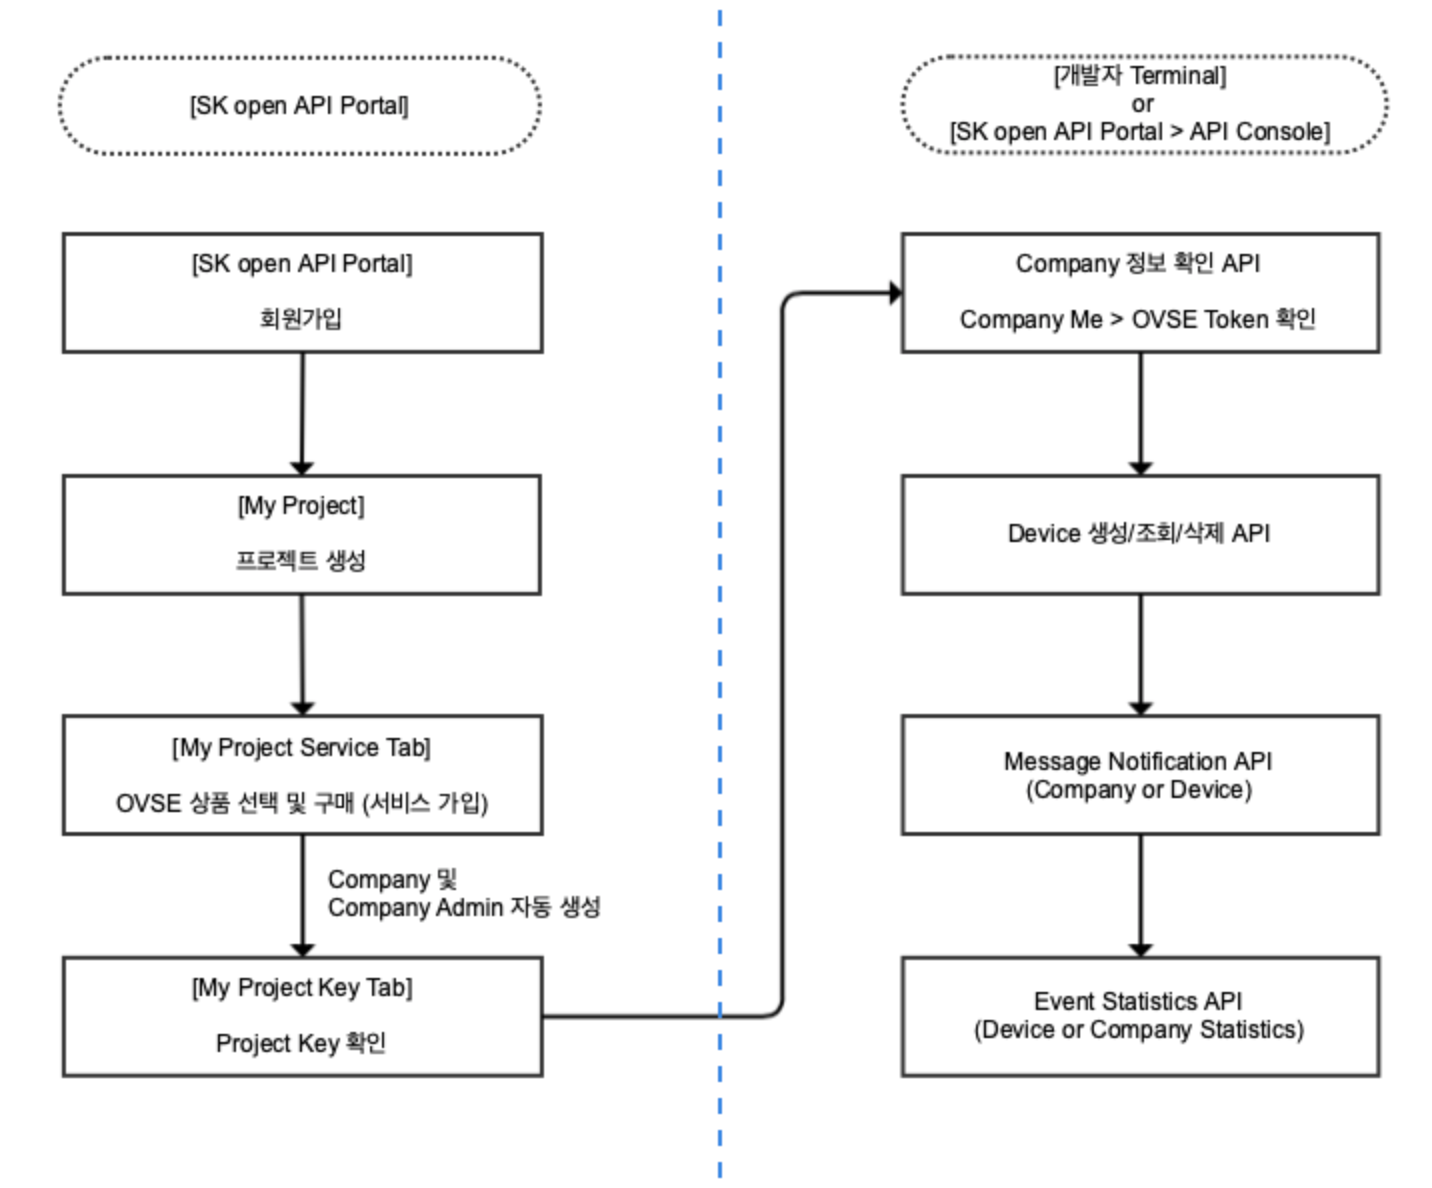 [SK open API Portal]
[SK open API Portal]
회원가입
[My Project]
프로젝트 생성
[My Project Service Tab]
OVSE 상품 선택 및 구매 (서비스 가입)
Company 및
Company Admin 자동 생성
[My Project Key Tab]
Project Key 확인
[개발자 Terminal]
or
[SK open API Portal > API Console]
Company 정보 확인 API
Company Me > OVSE Token 확인
Device 생성/조회/삭제 API
Message Notification API
(Company or Device)
Event Statistics API
(Device or Company Statistics)